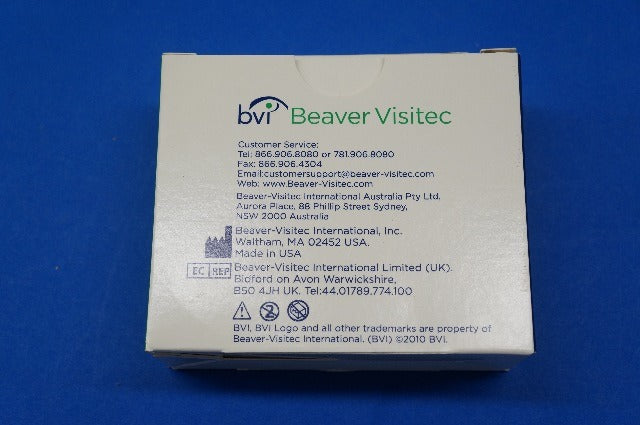 bvi Beaver Visitec
Customer Service:
Tel: 866.906.8080 or 781.906.8080
Fax: 866.906.4304
Email:customersupport@beaver-visitec.com
Web: www.Beaver-Visitec.com
Beaver-Visitec International Australia Pty Ltd.
Aurora Place, 88 Phillip Street Sydney,
NSW 2000 Australia
Beaver-Visitec International, Inc.
Waltham, MA 02452 USA.
Made in USA
EC REP Beaver-Visitec International Limited (UK).
Bidford on Avon Warwickshire,
B50 4JH UK. Tel:44.01789.774.100
2
BVI, BVI Logo and all other trademarks are property of
Beaver-Visitec International. (BVI) ©2010 BVI.